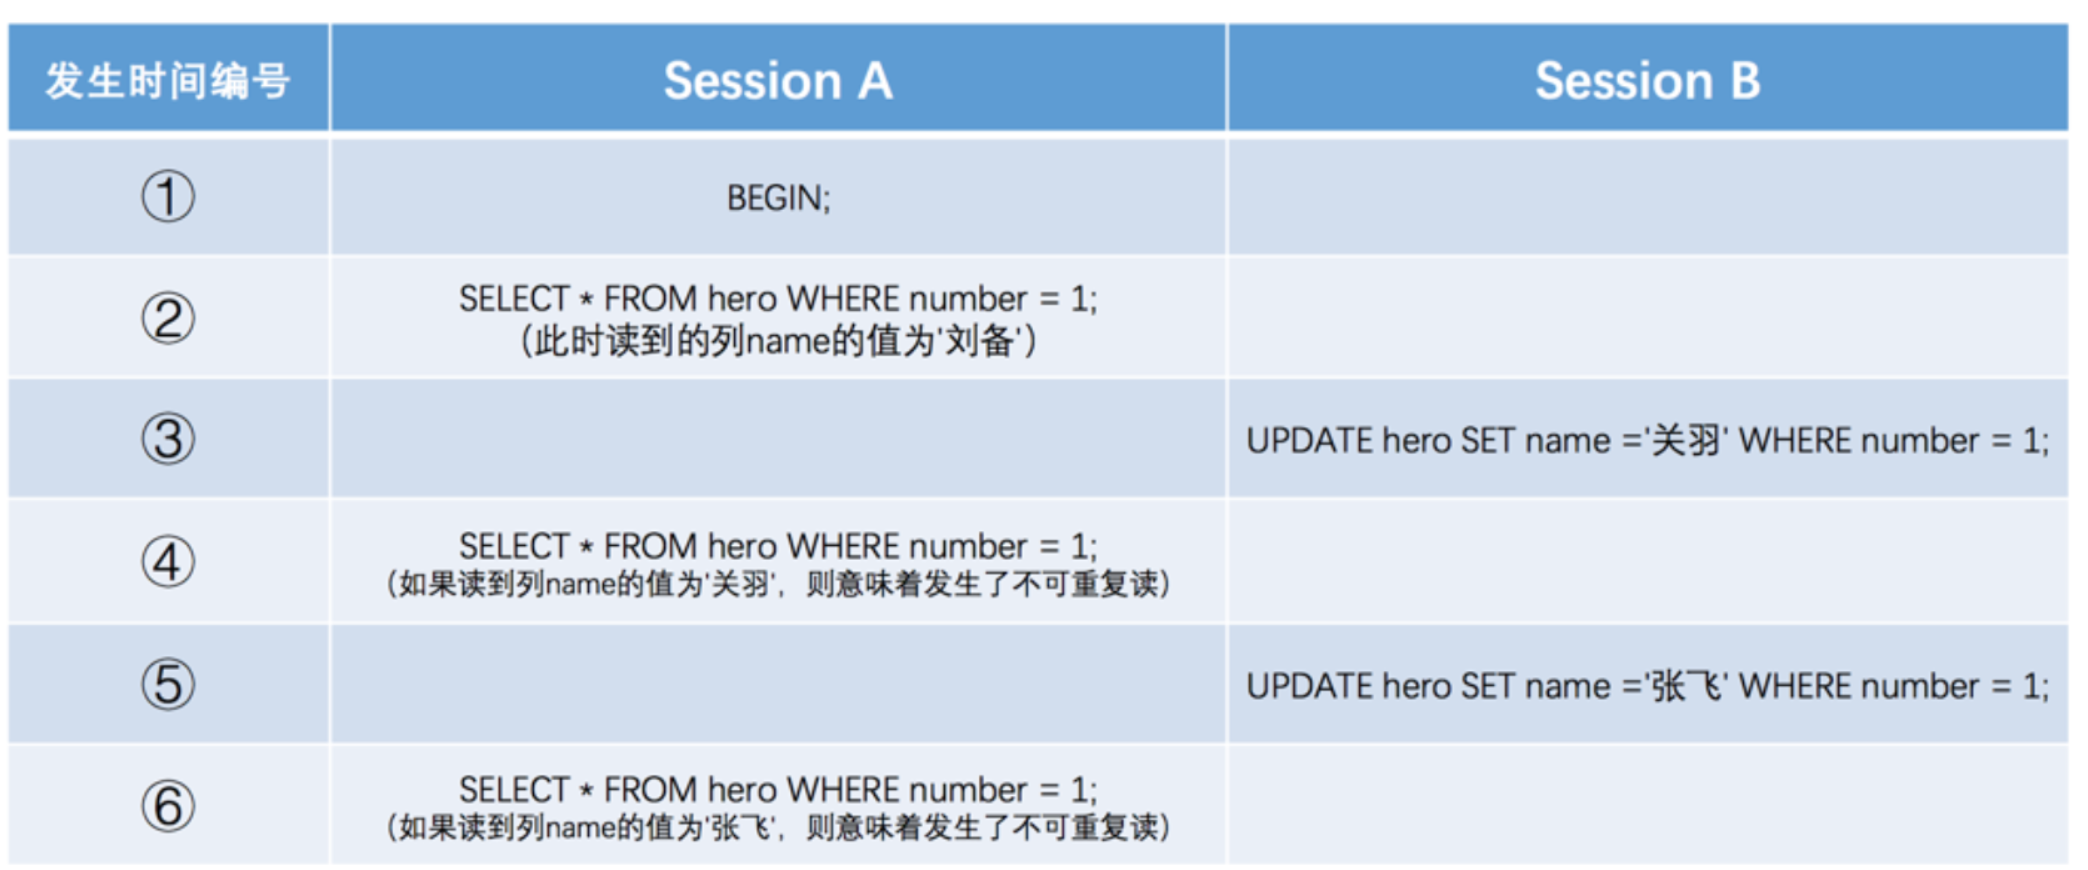 发生时间编号
Session A
Session B
①
BEGIN;
②
SELECT * FROM hero WHERE number = 1;
（此时读到的列name的值为'刘备'）
③
UPDATE hero SET name ='关羽' WHERE number = 1;
④
SELECT * FROM hero WHERE number = 1;
（如果读到列name的值为'关羽'，则意味着发生了不可重复读）
⑤
UPDATE hero SET name ='张飞' WHERE number = 1;
⑥
SELECT * FROM hero WHERE number = 1;
（如果读到列name的值为'张飞'，则意味着发生了不可重复读）